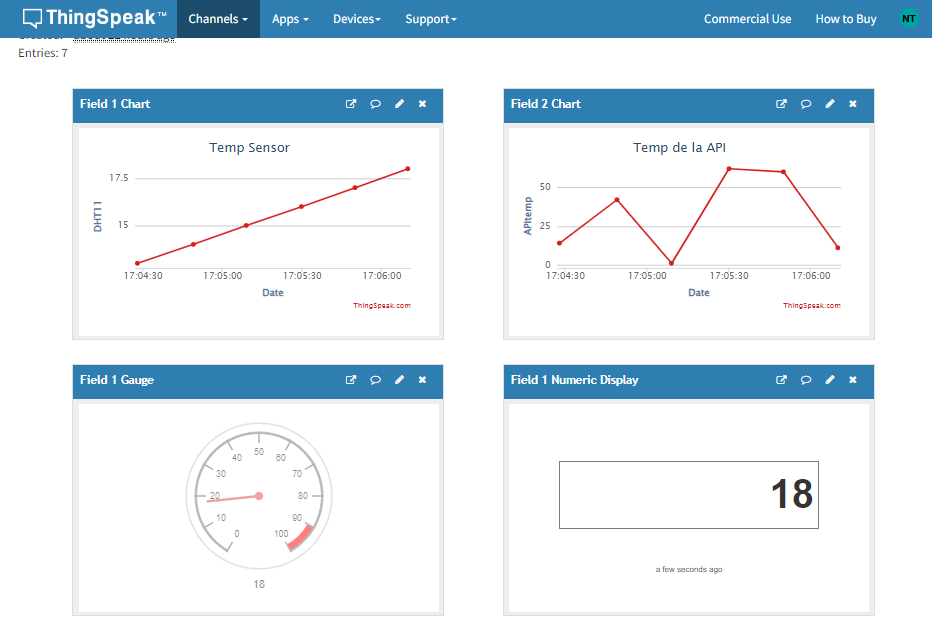 ThingSpeak™ Channels Apps Devices Support Commercial Use How to Buy NT
Entries: 7
Field 1 Chart
Temp Sensor
DHT11
17.5
15
17:04:30 17:05:00 17:05:30 17:06:00
Date
ThingSpeak.com
Field 2 Chart
Temp de la API
APItemp
50
25
0
17:04:30 17:05:00 17:05:30 17:06:00
Date
ThingSpeak.com
Field 1 Gauge
0
10
20
30
40
50
60
70
80
90
100
18
Field 1 Numeric Display
18
a few seconds ago